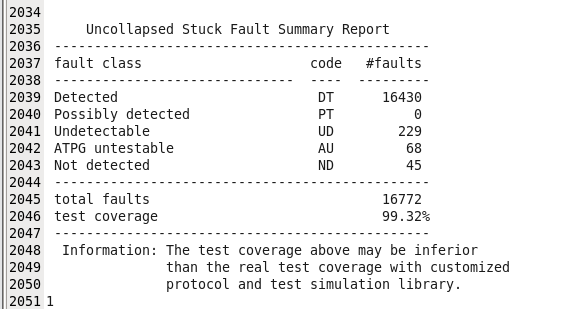 2034
2035     Uncollapsed Stuck Fault Summary Report
2036 -----------------------------------------------
2037 fault class                     code   #faults
2038 ------------------------------  ----  ---------
2039 Detected                         DT      16430
2040 Possibly detected                PT          0
2041 Undetectable                     UD        229
2042 ATPG untestable                  AU         68
2043 Not detected                     ND         45
2044 -----------------------------------------------
2045 total faults                             16772
2046 test coverage                            99.32%
2047 -----------------------------------------------
2048  Information: The test coverage above may be inferior
2049               than the real test coverage with customized
2050               protocol and test simulation library.
2051 1